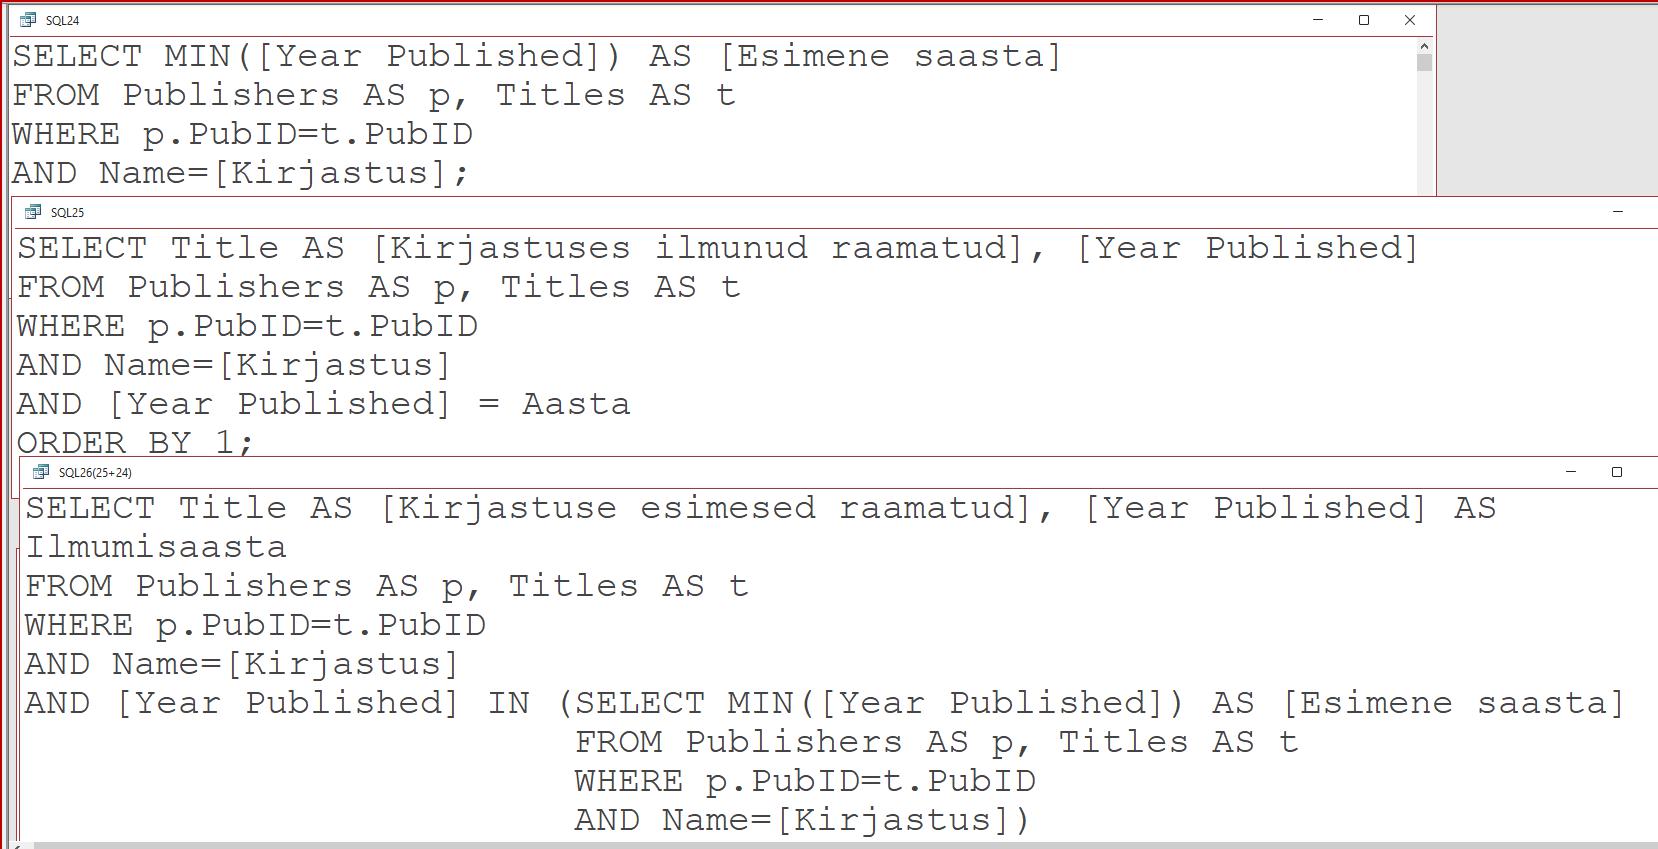 SQL24
SELECT MIN([Year Published]) AS [Esimene saasta]
FROM Publishers AS p, Titles AS t
WHERE p.PubID=t.PubID
AND Name=[Kirjastus];
SQL25
SELECT Title AS [Kirjastuses ilmunud raamatud], [Year Published]
FROM Publishers AS p, Titles AS t
WHERE p.PubID=t.PubID
AND Name=[Kirjastus]
AND [Year Published] = Aasta
ORDER BY 1;
SQL26(25+24)
SELECT Title AS [Kirjastuse esimesed raamatud], [Year Published] AS
Ilmumisaasta
FROM Publishers AS p, Titles AS t
WHERE p.PubID=t.PubID
AND Name=[Kirjastus]
AND [Year Published] IN (SELECT MIN([Year Published]) AS [Esimene saasta]
FROM Publishers AS p, Titles AS t
WHERE p.PubID=t.PubID
AND Name=[Kirjastus])